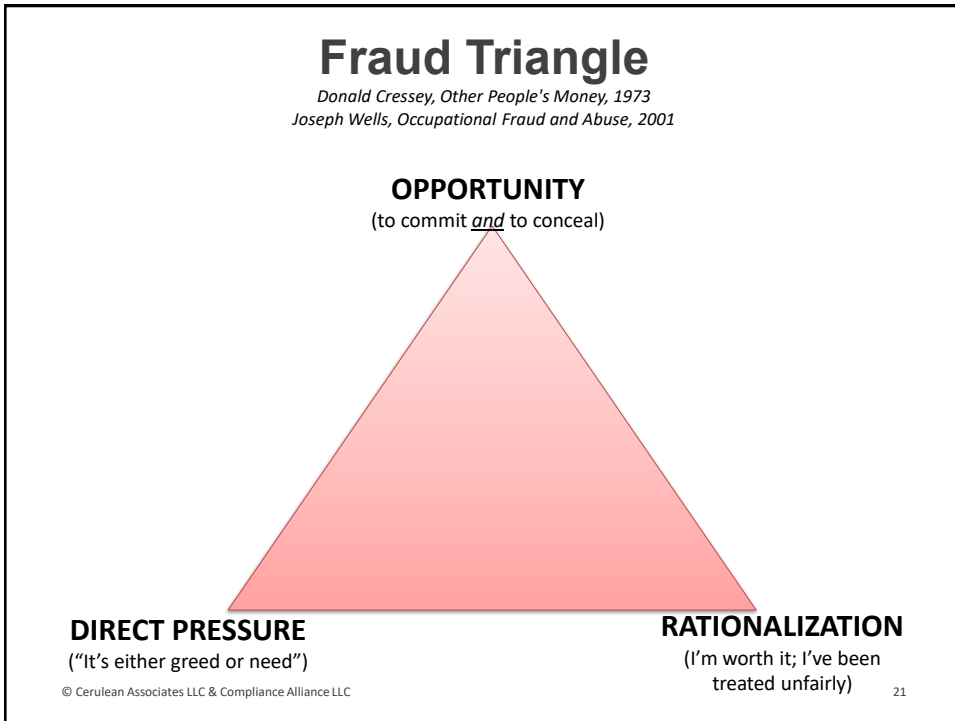 Fraud Triangle
Donald Cressey, Other People's Money, 1973
Joseph Wells, Occupational Fraud and Abuse, 2001
OPPORTUNITY
(to commit and to conceal)
DIRECT PRESSURE
(“It’s either greed or need”)
RATIONALIZATION
(I’m worth it; I’ve been
treated unfairly)
© Cerulean Associates LLC & Compliance Alliance LLC
21